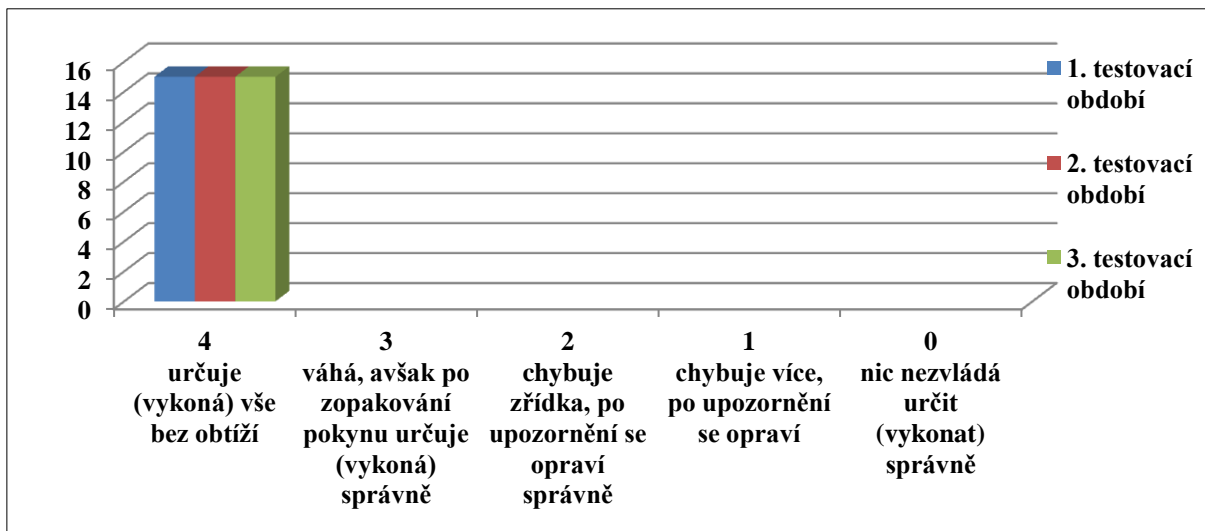 16
14
12
10
8
6
4
2
0
4
určuje
(vykoná) vše
bez obtíží
3
váhá, avšak po
zopakování
pokynu určuje
(vykoná)
správně
2
chybuje
zřídka, po
upozornění se
opraví
správně
1
chybuje více,
po upozornění
se opraví
0
nic nezvládá
určit
(vykonat)
správně
1. testovací
období
2. testovací
období
3. testovací
období